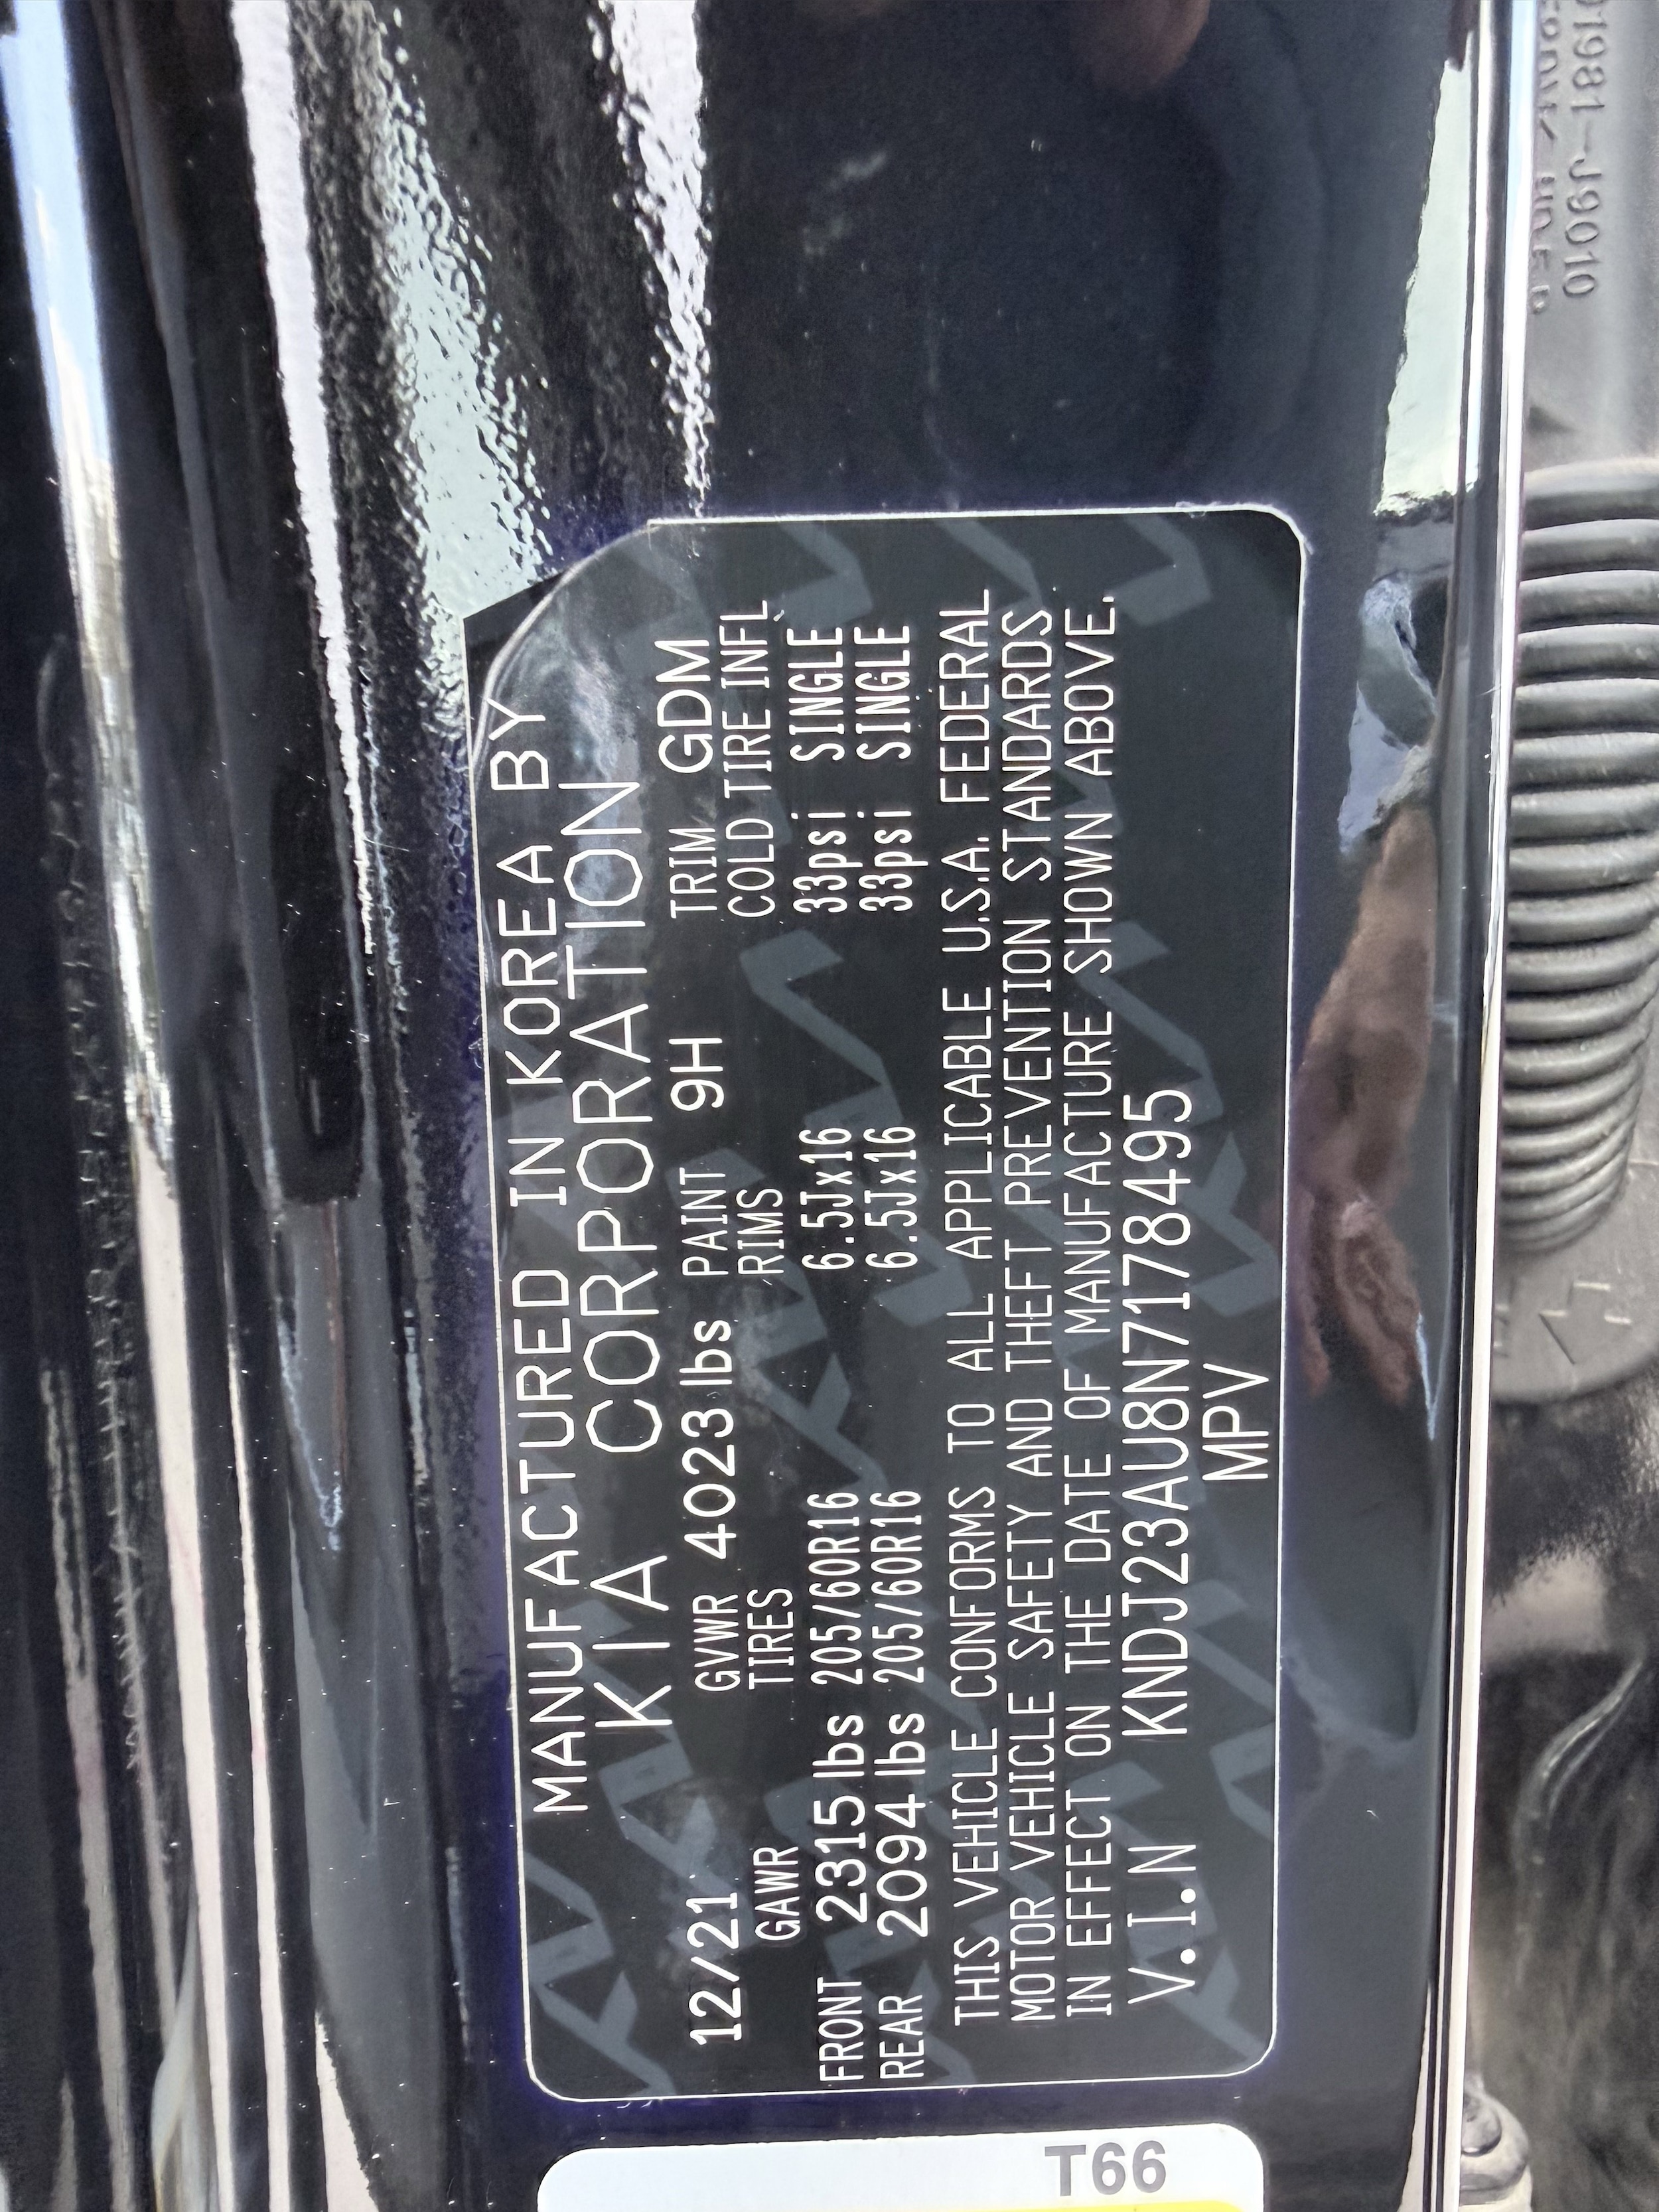 MANUFACTURED IN KOREA BY
KIA CORPORATION
12/21 GVWR 4023 lbs PAINT 9H TRIM GDM
GAWR TIRES RIMS COLD TIRE INFL
FRONT 2315 lbs 205/60R16 6.5Jx16 33psi SINGLE
REAR 2094 lbs 205/60R16 6.5Jx16 33psi SINGLE
THIS VEHICLE CONFORMS TO ALL APPLICABLE U.S.A. FEDERAL
MOTOR VEHICLE SAFETY AND THEFT PREVENTION STANDARDS
IN EFFECT ON THE DATE OF MANUFACTURE SHOWN ABOVE.
V.I.N KNDJ23AU8N7178495
MPV
T66
91981-J9010